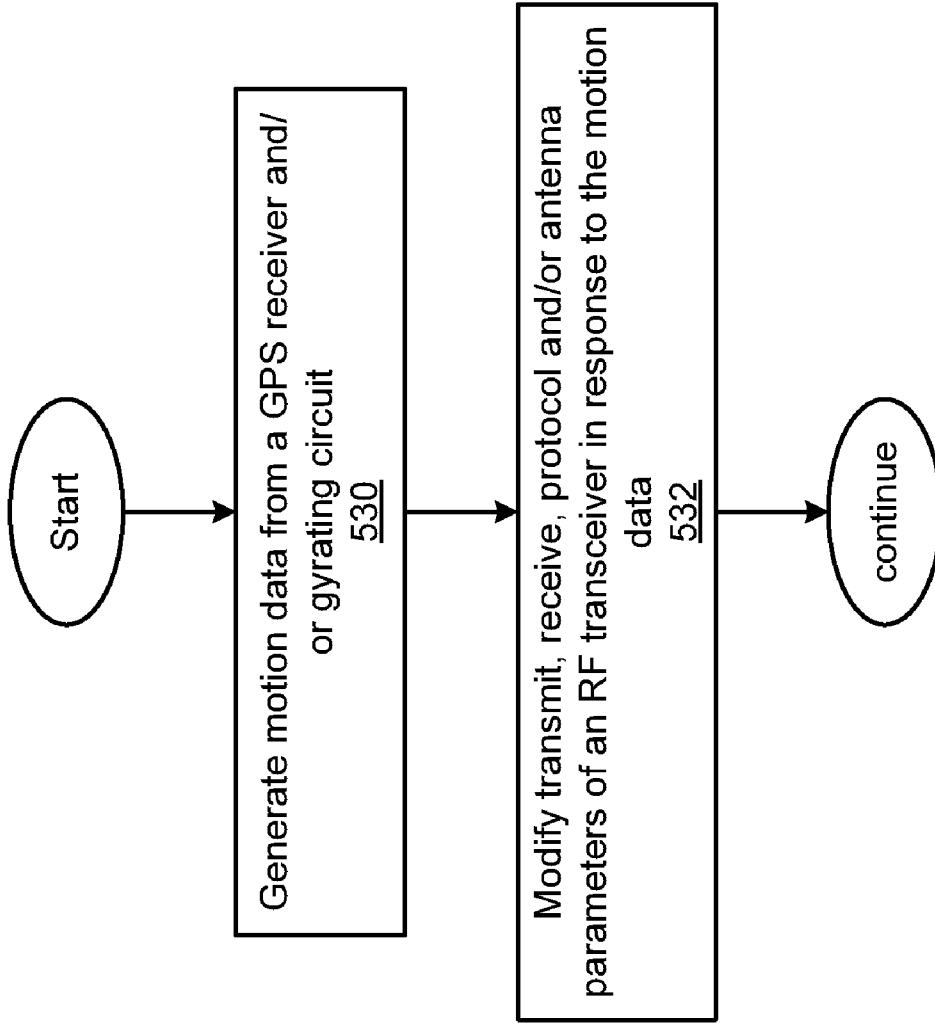 Start
Generate motion data from a GPS receiver and/
or gyrating circuit
530
Modify transmit, receive, protocol and/or antenna
parameters of an RF transceiver in response to the motion
data
532
continue